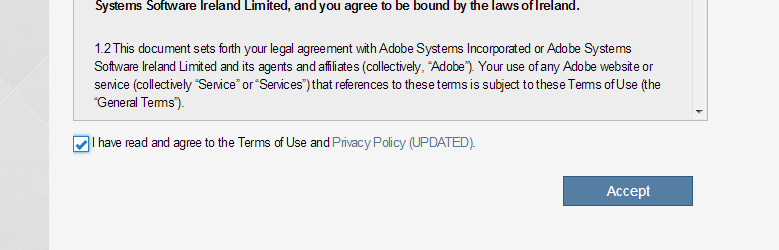 Systems Software Ireland Limited, and you agree to be bound by the laws of Ireland.
1.2 This document sets forth your legal agreement with Adobe Systems Incorporated or Adobe Systems
Software Ireland Limited and its agents and affiliates (collectively, “Adobe”). Your use of any Adobe website or
service (collectively “Service” or “Services”) that references to these terms is subject to these Terms of Use (the
“General Terms”).
I have read and agree to the Terms of Use and Privacy Policy (UPDATED).
Accept